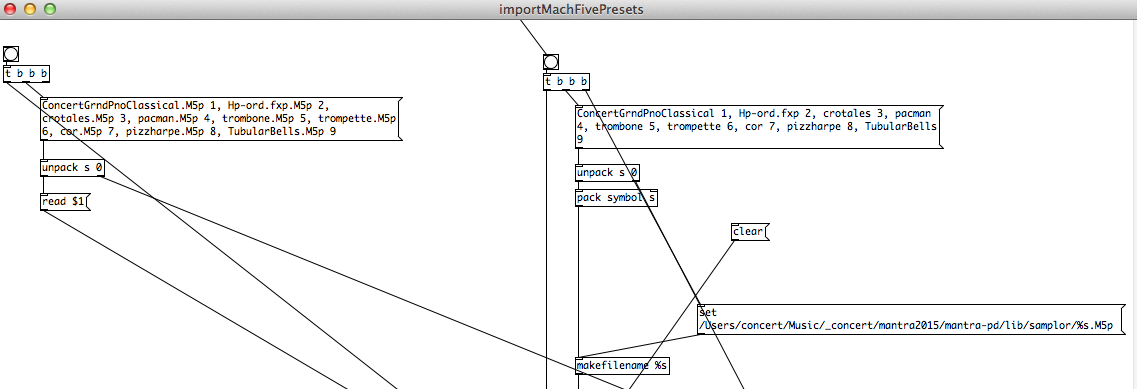 importMachFivePresets
t b b b
ConcertGrndPnoClassical.M5p 1, Hp-ord.fxp.M5p 2,
crotales.M5p 3, pacman.M5p 4, trombone.M5p 5, trompette.M5p
6, cor.M5p 7, pizzharpe.M5p 8, TubularBells.M5p 9
unpack s 0
read $1
t b b b
ConcertGrndPnoClassical 1, Hp-ord.fxp 2, crotales 3, pacman
4, trombone 5, trompette 6, cor 7, pizzharpe 8, TubularBells
9
unpack s 0
pack symbol s
clear
set
/Users/concert/Music/_concert/mantra2015/mantra-pd/lib/samplor/%s.M5p
makefilename %s